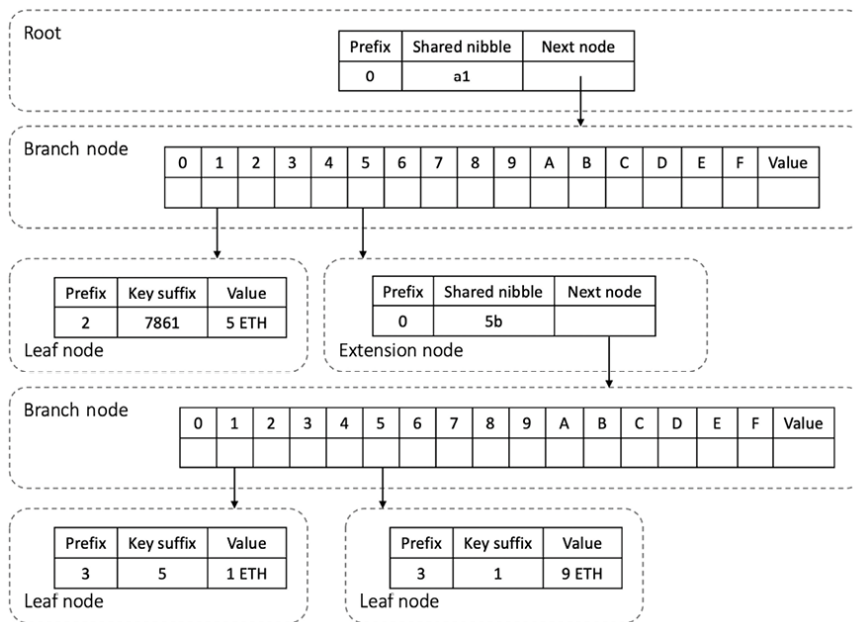 Root
Prefix Shared nibble Next node
0 a1
Branch node
0 1 2 3 4 5 6 7 8 9 A B C D E F Value
Prefix Key suffix Value
2 7861 5 ETH
Leaf node
Prefix Shared nibble Next node
0 5b
Extension node
Branch node
0 1 2 3 4 5 6 7 8 9 A B C D E F Value
Prefix Key suffix Value
3 5 1 ETH
Leaf node
Prefix Key suffix Value
3 1 9 ETH
Leaf node